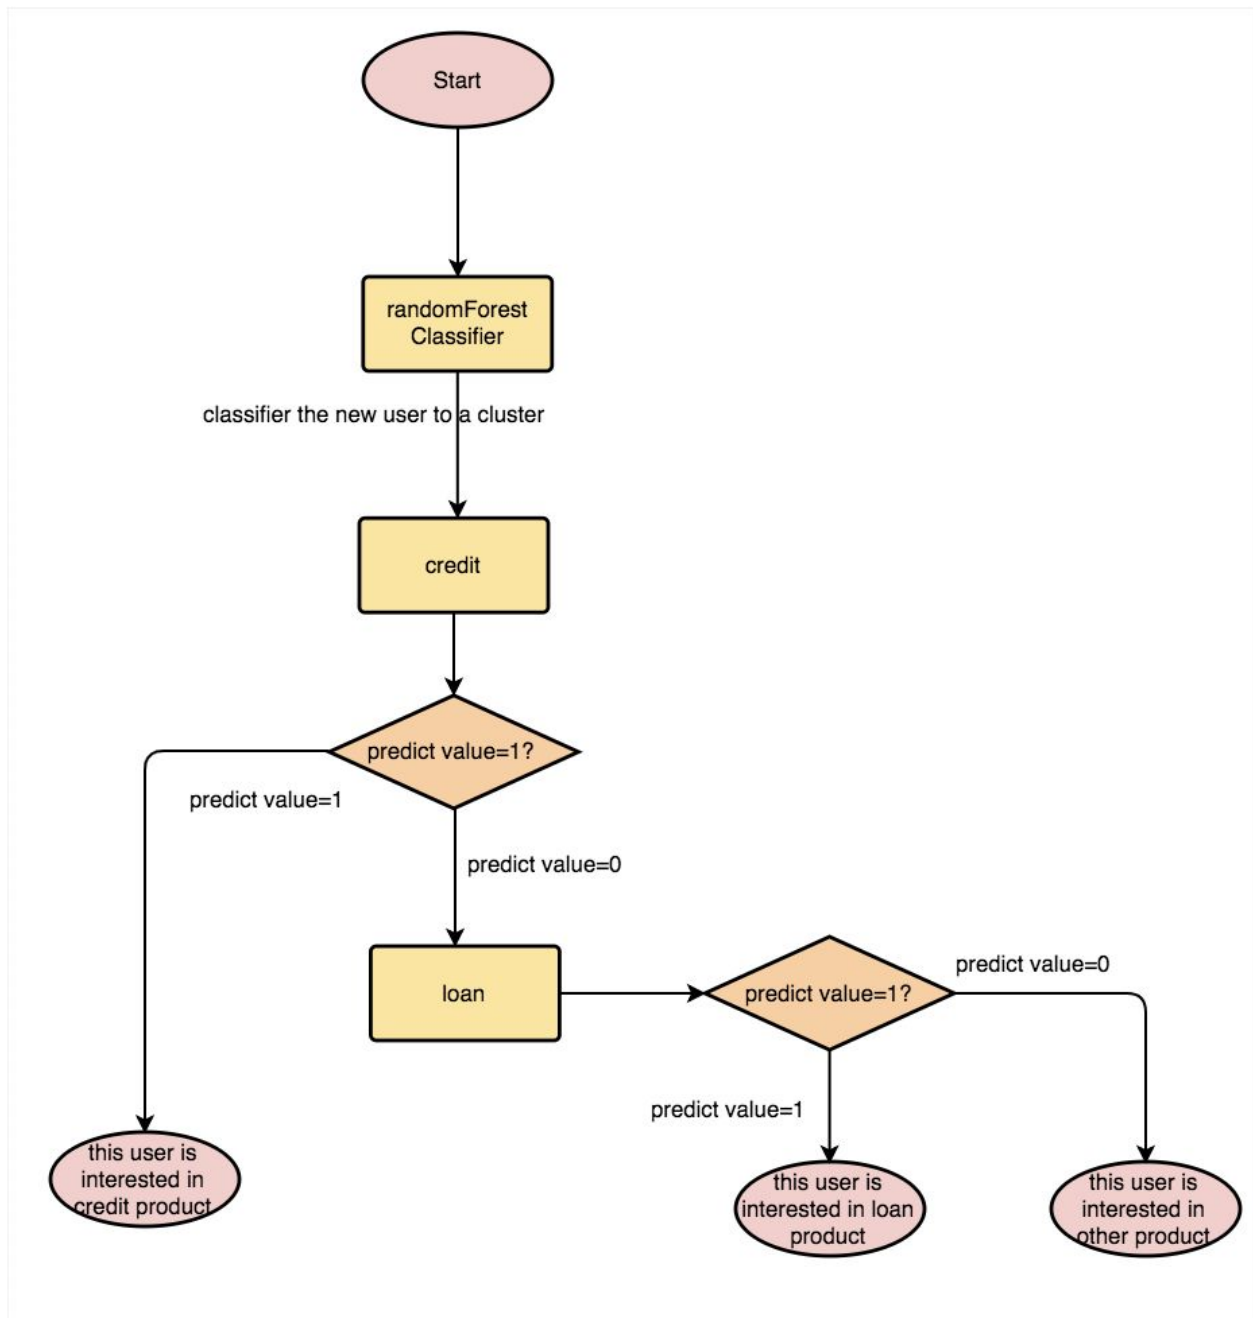 Start
randomForest
Classifier
classifier the new user to a cluster
credit
predict value=1?
predict value=1
predict value=0
loan
predict value=1?
predict value=0
predict value=1
this user is
interested in
credit product
this user is
interested in loan
product
this user is
interested in
other product